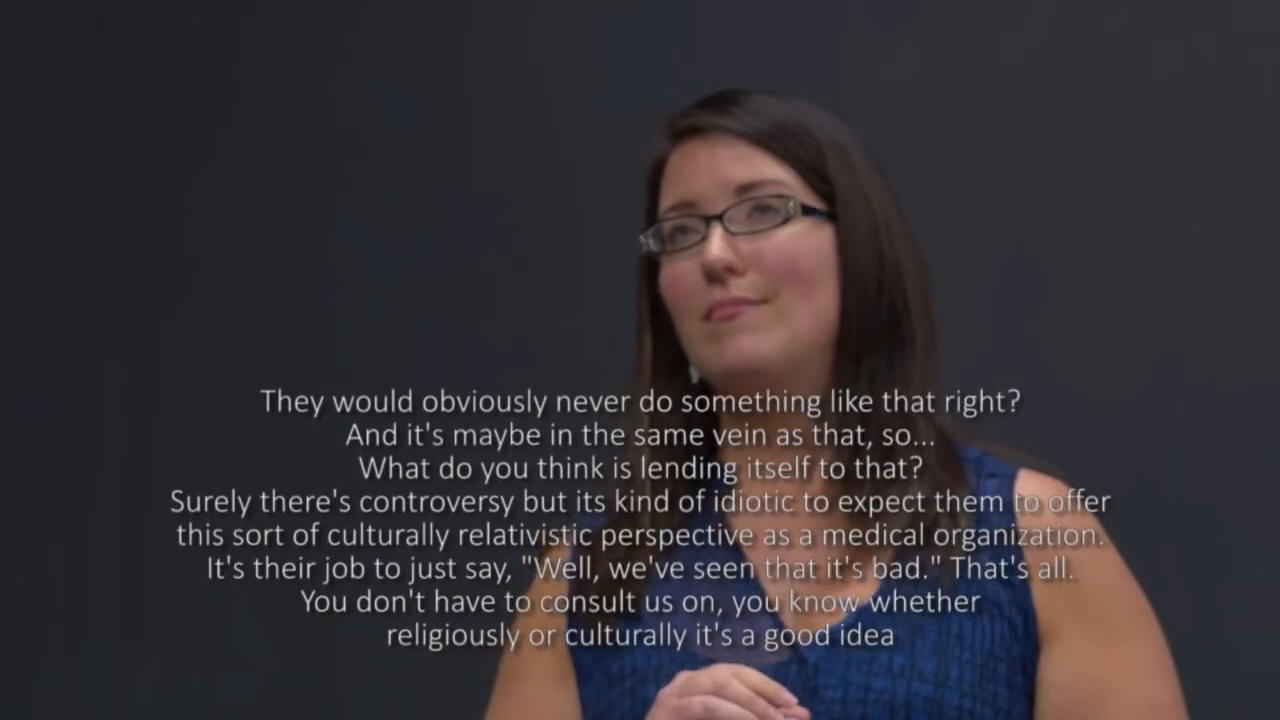 They would obviously never do something like that right?
And it's maybe in the same vein as that, so...
What do you think is lending itself to that?
Surely there's controversy but its kind of idiotic to expect them to offer
this sort of culturally relativistic perspective as a medical organization.
It's their job to just say, "Well, we've seen that it's bad." That's all.
You don't have to consult us on, you know whether
religiously or culturally it's a good idea